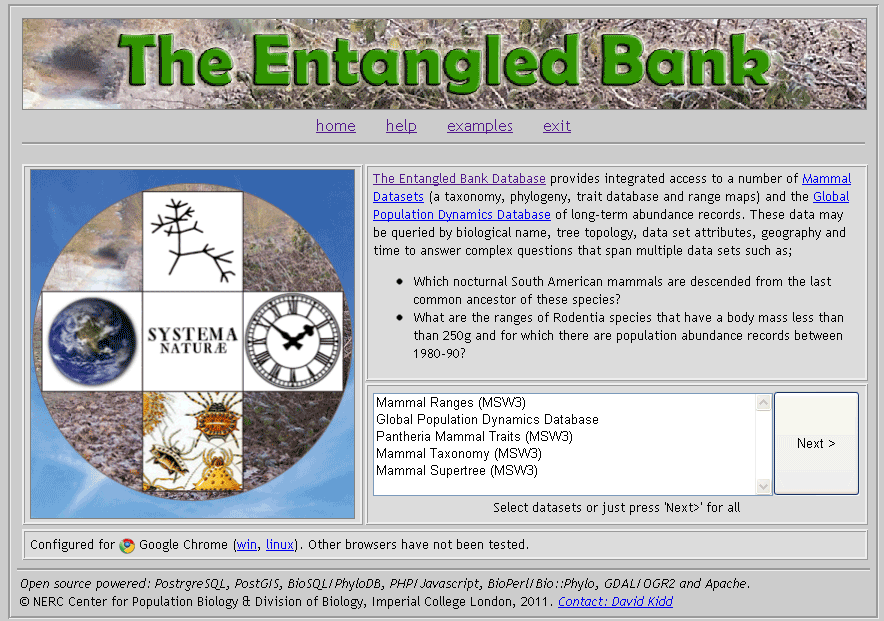 The Entangled Bank
home help examples exit
SYSTEMA
NATURÆ
The Entangled Bank Database provides integrated access to a number of Mammal
Datasets (a taxonomy, phylogeny, trait database and range maps) and the Global
Population Dynamics Database of long-term abundance records. These data may
be queried by biological name, tree topology, data set attributes, geography and
time to answer complex questions that span multiple data sets such as;
• Which nocturnal South American mammals are descended from the last
common ancestor of these species?
• What are the ranges of Rodentia species that have a body mass less than
than 250g and for which there are population abundance records between
1980-90?
Mammal Ranges (MSW3)
Global Population Dynamics Database
Pantheria Mammal Traits (MSW3)
Mammal Taxonomy (MSW3)
Mammal Supertree (MSW3)
Next >
Select datasets or just press 'Next>' for all
Configured for Google Chrome (win, linux). Other browsers have not been tested.
Open source powered: PostrgreSQL, PostGIS, BioSQL/PhyloDB, PHP/Javascript, BioPerl/Bio::Phylo, GDAL/OGR2 and Apache.
© NERC Center for Population Biology & Division of Biology, Imperial College London, 2011. Contact: David Kidd